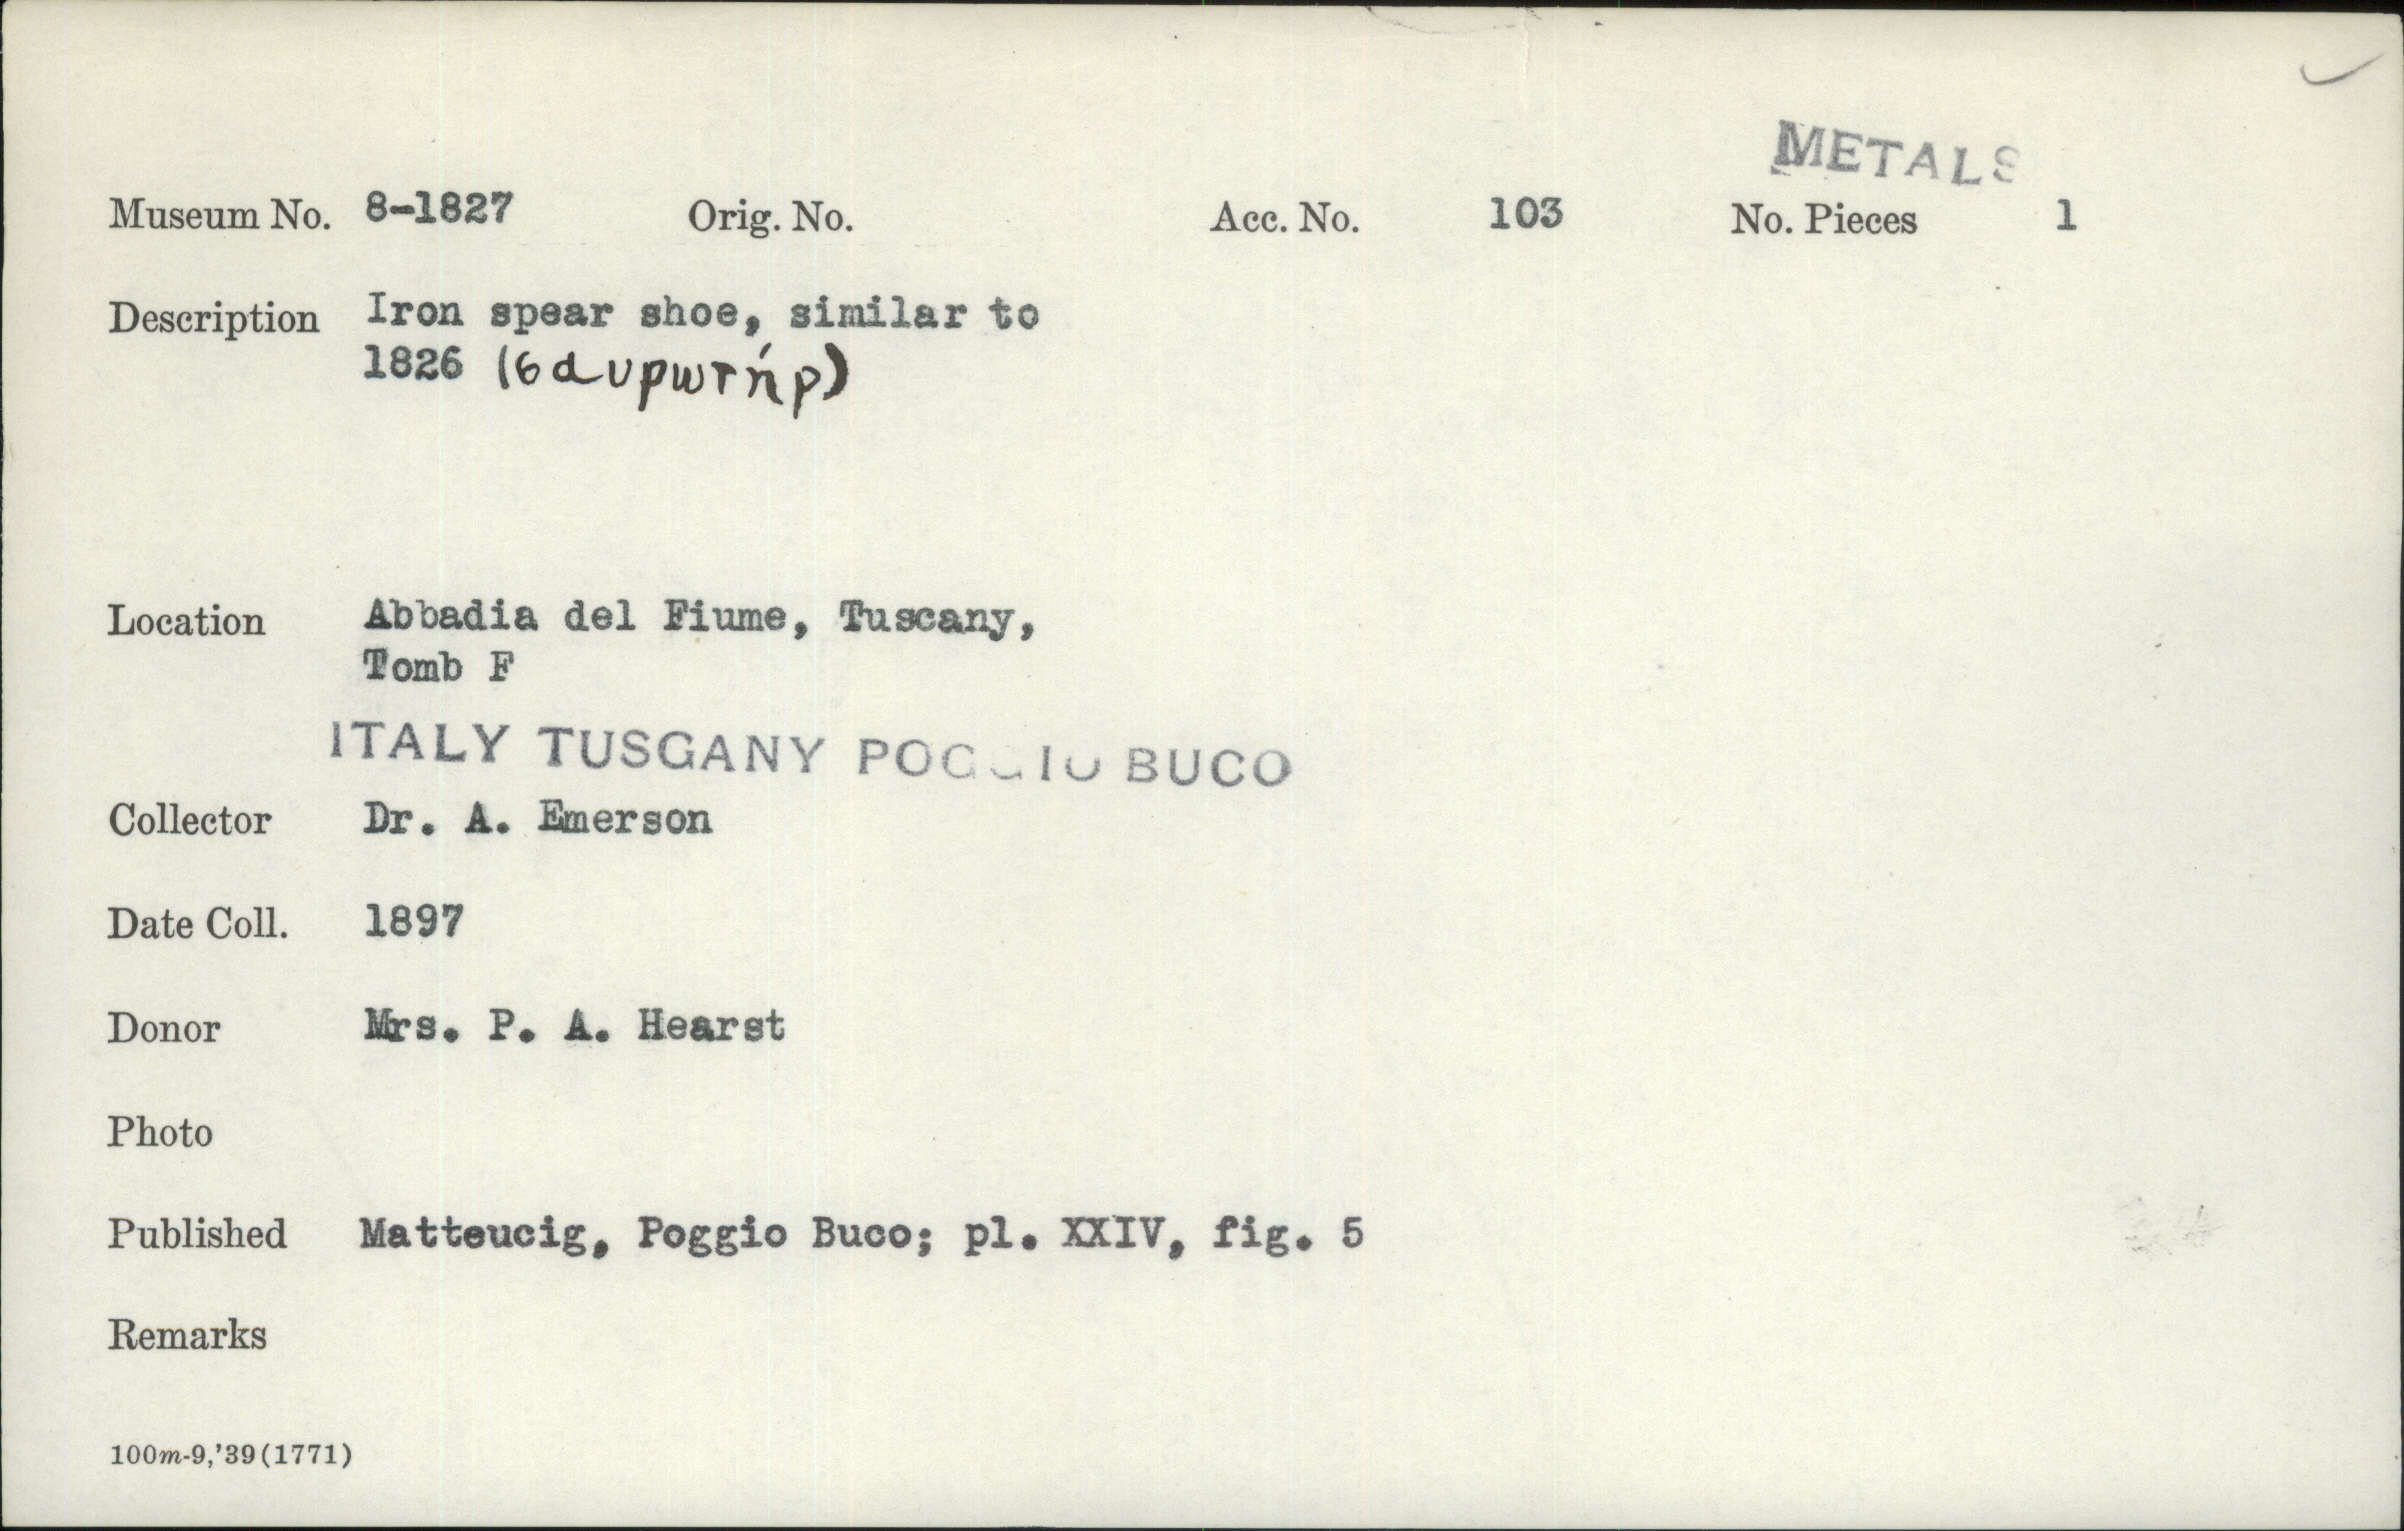 METALS
Museum No. 8-1827 Orig. No. Acc. No. 103 No. Pieces 1
Description Iron spear shoe, similar to
1826 (σαυρωτήρ)
Location Abbadia del Fiume, Tuscany,
Tomb F
ITALY TUSCANY POGGIO BUCO
Collector Dr. A. Emerson
Date Coll. 1897
Donor Mrs. P. A. Hearst
Photo
Published Matteucig, Poggio Buco; pl. XXIV, fig. 5
Remarks
100m-9,'39(1771)